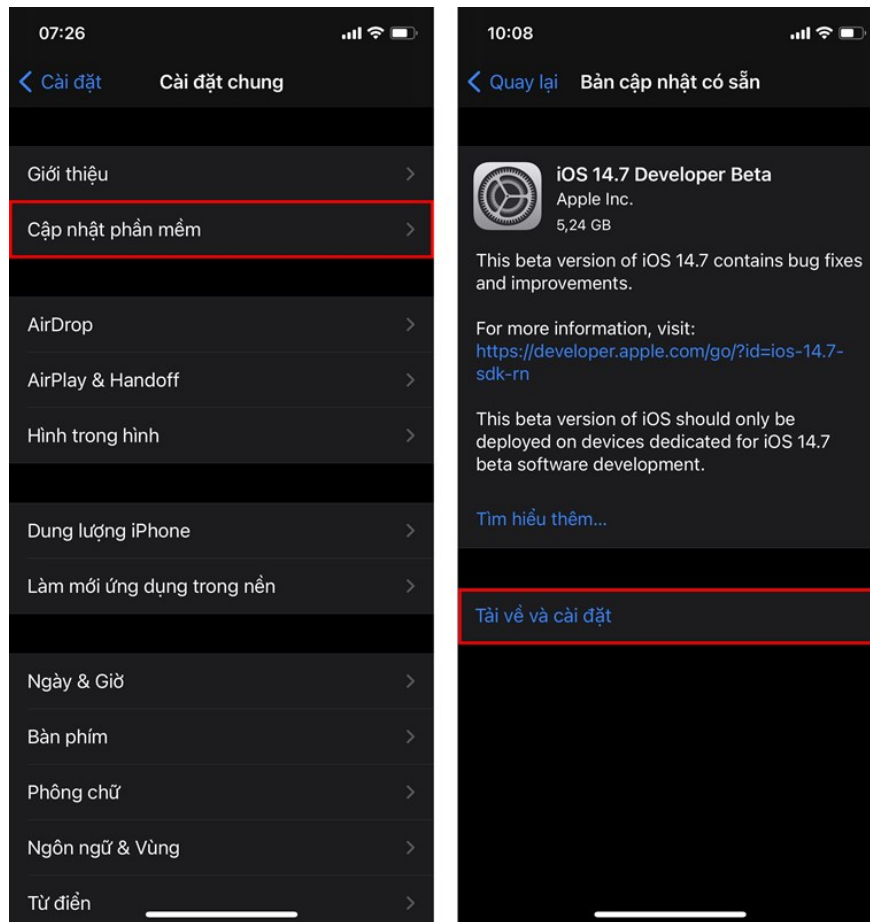 07:26
Cài đặt
Cài đặt chung
Giới thiệu
Cập nhật phần mềm
AirDrop
AirPlay & Handoff
Hình trong hình
Dung lượng iPhone
Làm mới ứng dụng trong nền
Ngày & Giờ
Bàn phím
Phông chữ
Ngôn ngữ & Vùng
Từ điển
10:08
Quay lại
Bản cập nhật có sẵn
iOS 14.7 Developer Beta
Apple Inc.
5,24 GB
This beta version of iOS 14.7 contains bug fixes
and improvements.
For more information, visit:
https://developer.apple.com/go/?id=ios-14.7-
sdk-rn
This beta version of iOS should only be
deployed on devices dedicated for iOS 14.7
beta software development.
Tìm hiểu thêm...
Tải về và cài đặt